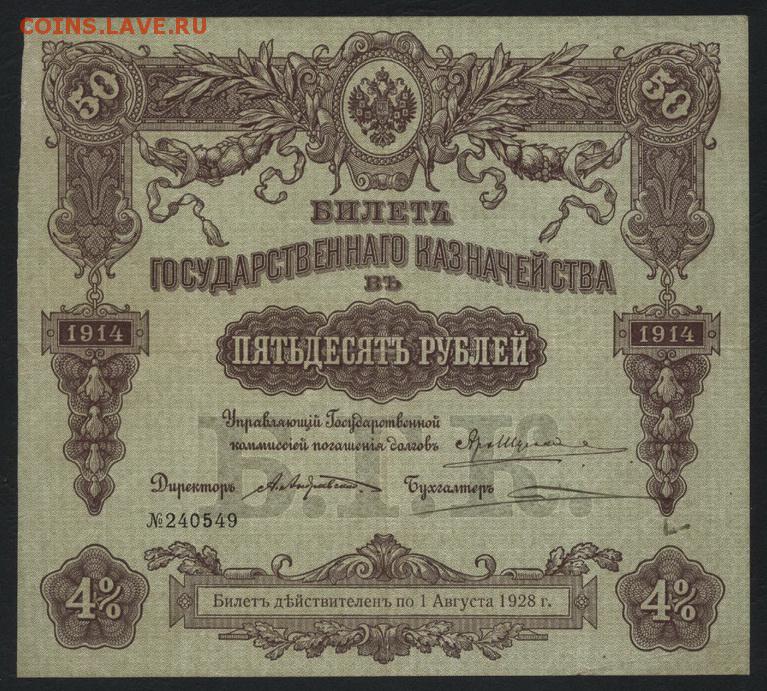 COINS.LAVE.RU
50 50
БИЛЕТЪ
ГОСУДАРСТВЕННАГО КАЗНАЧЕЙСТВА
ВЪ
1914 ПЯТЬДЕСЯТЪ РУБЛЕЙ 1914
Управляющій Государственной
коммиссіей погашенія долговъ
Б.Г.К.
Директоръ Бухгалтеръ
№240549
4% 4%
Билетъ дѣйствителенъ по 1 Августа 1928 г.